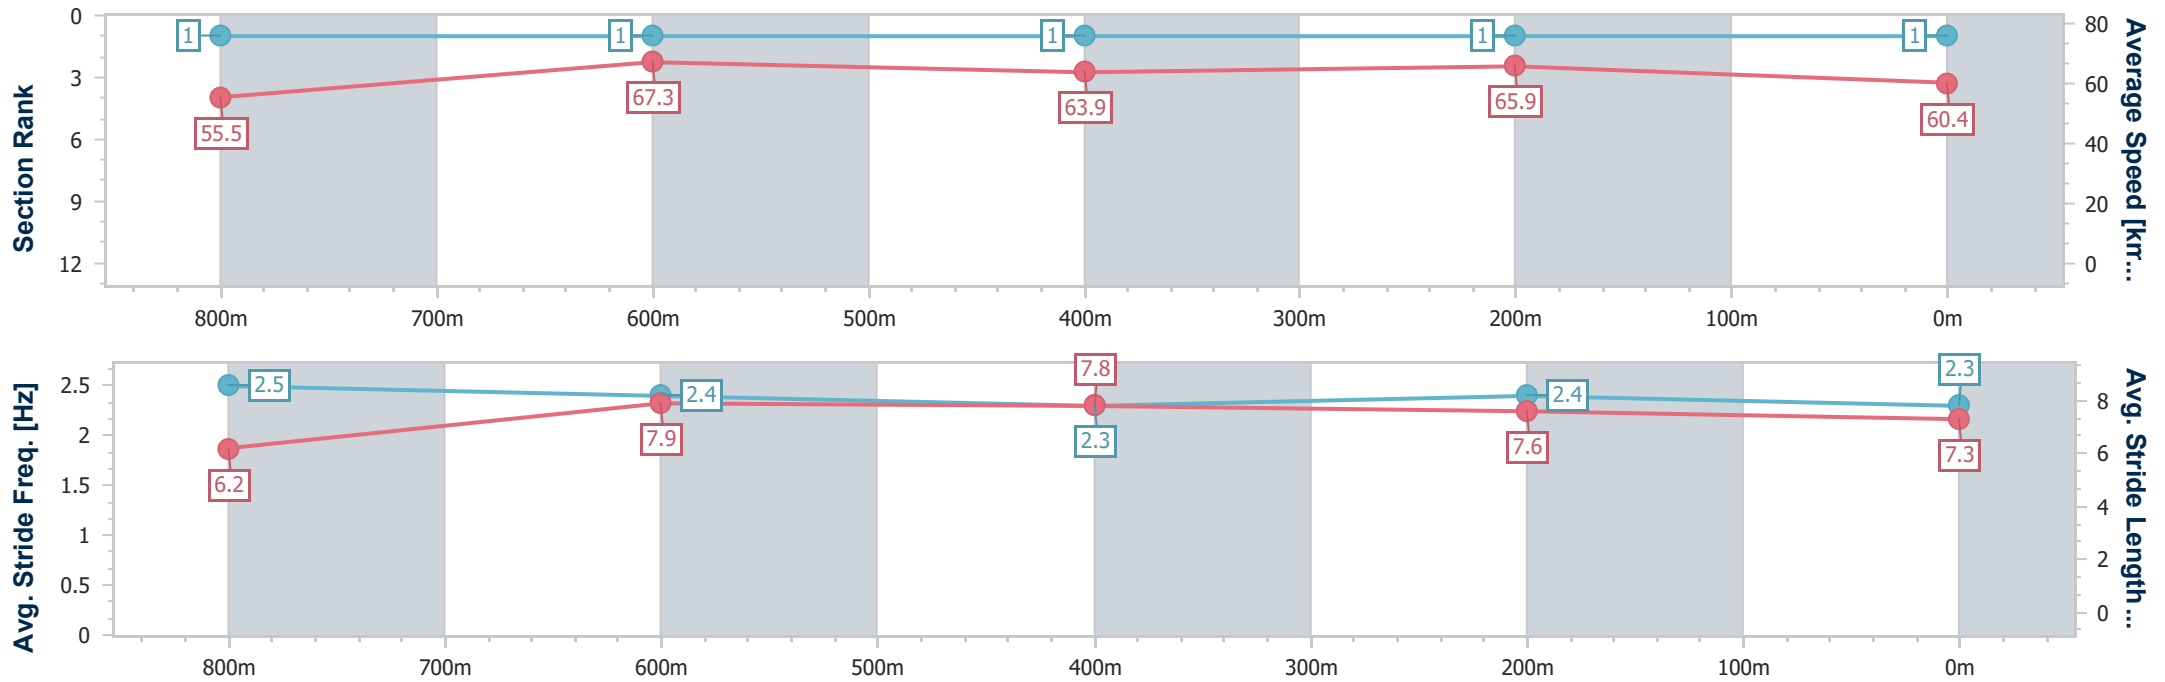 Section Rank
0
3
6
9
12
1
1
1
1
1
55.5
67.3
63.9
65.9
60.4
80
60
40
20
0
Average Speed [km...
800m
700m
600m
500m
400m
300m
200m
100m
0m
Avg. Stride Freq. [Hz]
2.5
2
1.5
1
0.5
0
2.5
2.4
2.3
2.4
2.3
6.2
7.9
7.8
7.6
7.3
8
6
4
2
0
Avg. Stride Length ...
800m
700m
600m
500m
400m
300m
200m
100m
0m